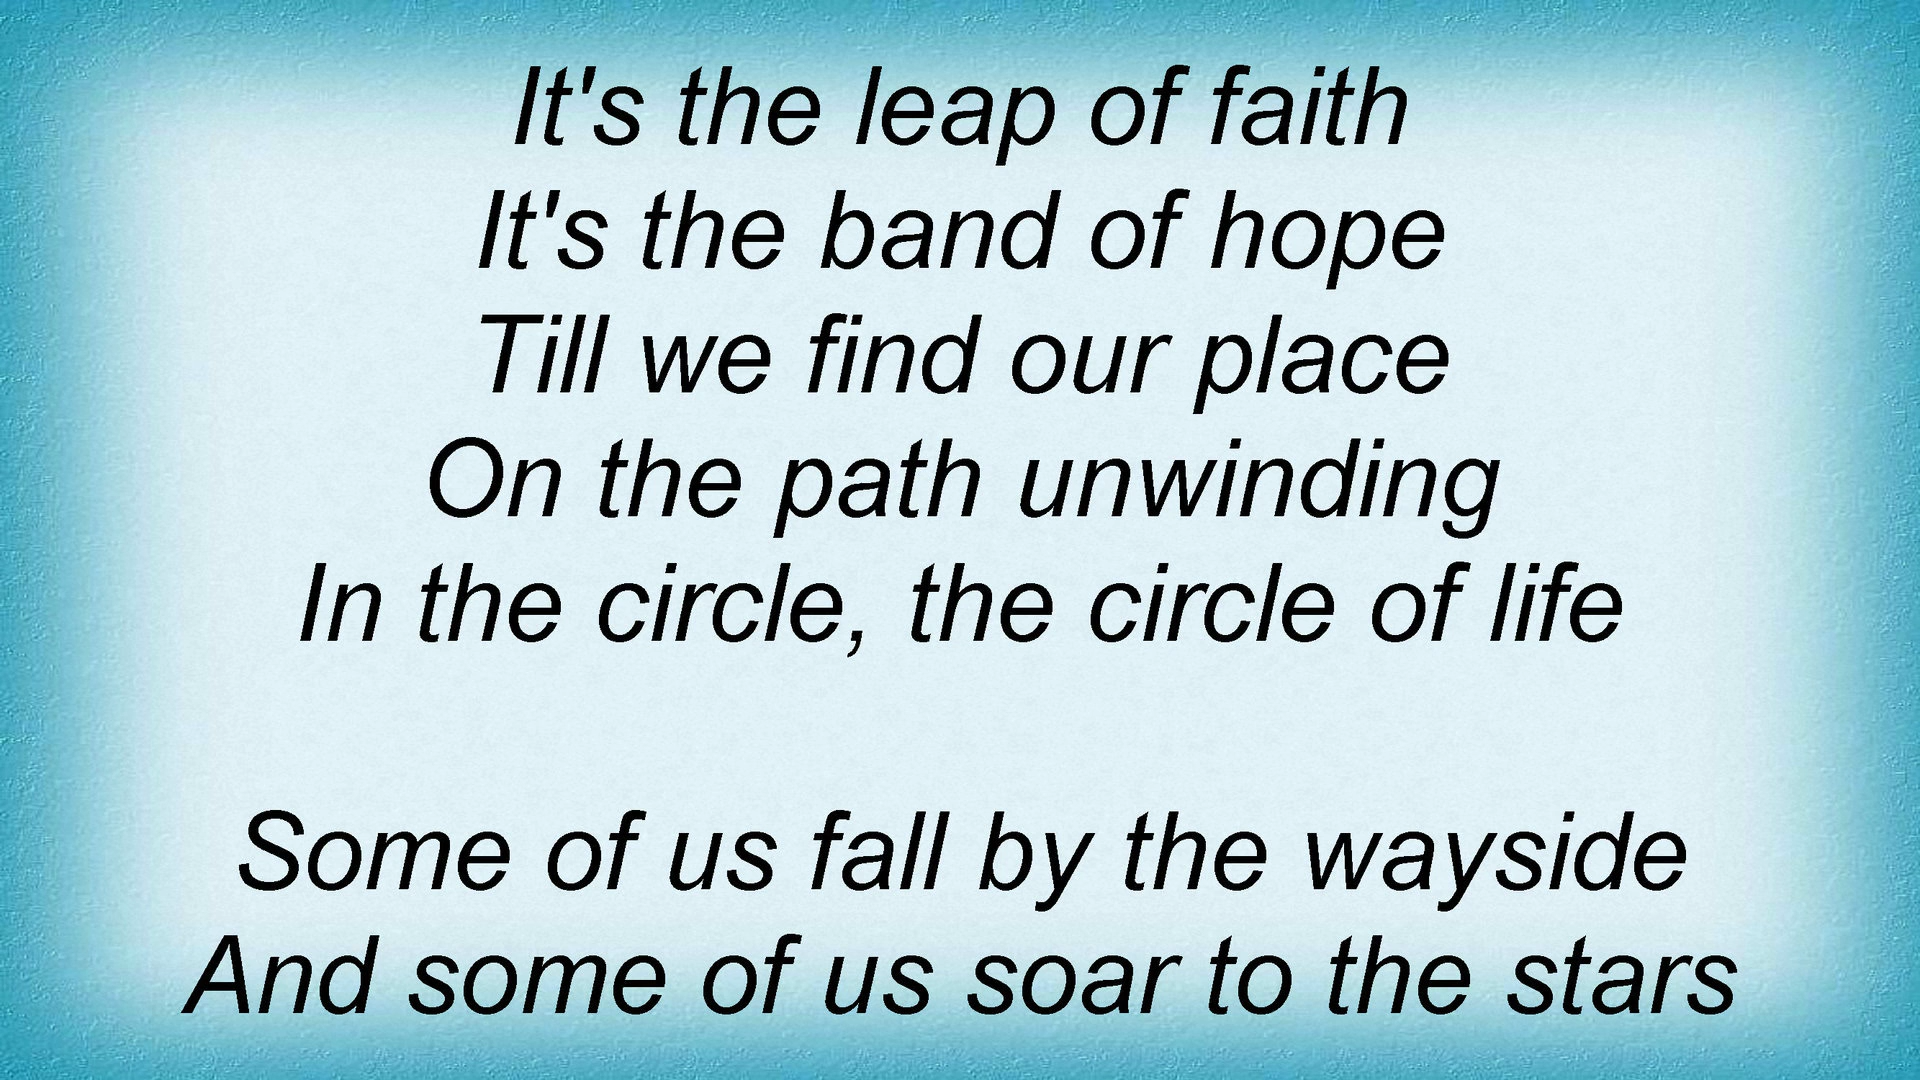 It's the leap of faith
It's the band of hope
Till we find our place
On the path unwinding
In the circle, the circle of life
Some of us fall by the wayside
And some of us soar to the stars